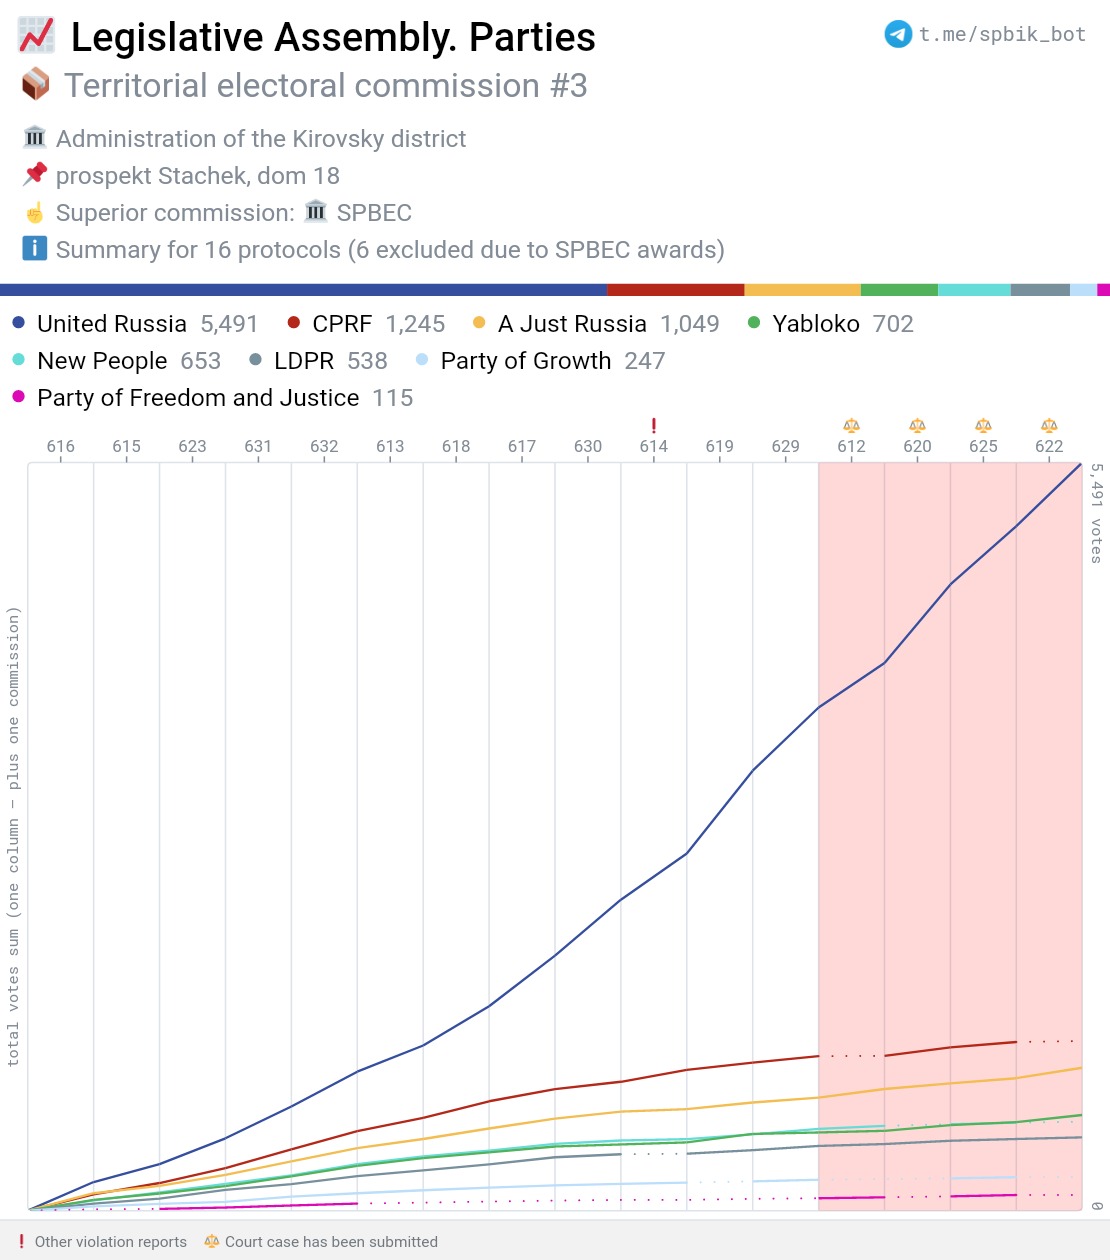 Legislative Assembly. Parties
t.me/spbik_bot
Territorial electoral commission #3
Administration of the Kirovsky district
prospekt Stachek, dom 18
Superior commission: SPBEC
Summary for 16 protocols (6 excluded due to SPBEC awards)
United Russia 5,491 CPRF 1,245 A Just Russia 1,049 Yabloko 702
New People 653 LDPR 538 Party of Growth 247
Party of Freedom and Justice 115
616 615 623 631 632 613 618 617 630 614 619 629 612 620 625 622
5,491 votes
total votes sum (one column — plus one commission)
0
Other violation reports Court case has been submitted